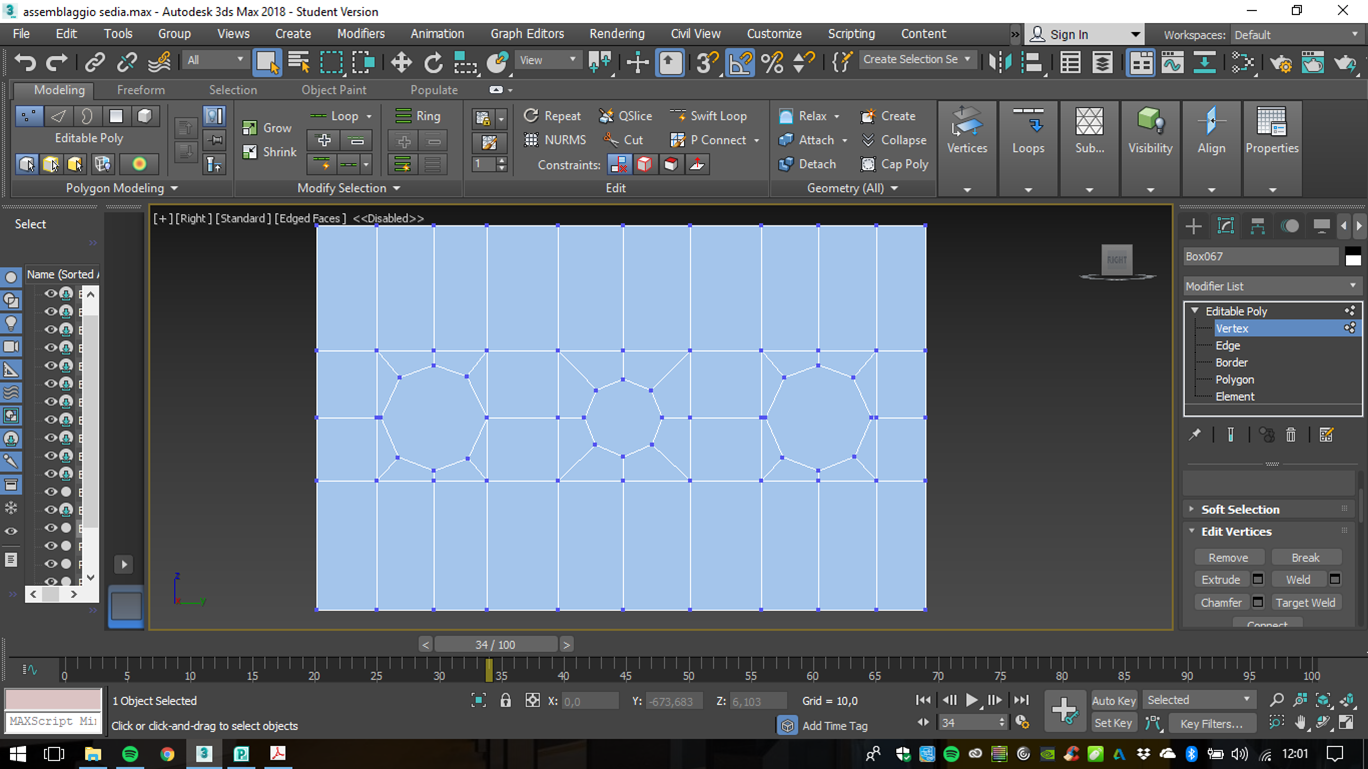 assemblaggio sedia.max - Autodesk 3ds Max 2018 - Student Version
File Edit Tools Group Views Create Modifiers Animation Graph Editors Rendering Civil View Customize Scripting Content
Sign In
Workspaces: Default
All
View
Create Selection Se
Modeling Freeform Selection Object Paint Populate
Editable Poly
Polygon Modeling
Grow
Shrink
Loop
Ring
Modify Selection
1
Repeat QSlice Swift Loop
NURMS Cut P Connect
Constraints:
Edit
Relax Create
Attach Collapse
Detach Cap Poly
Geometry (All)
Vertices Loops Sub... Visibility Align Properties
Select
Name (Sorted A
[+] [Right] [Standard] [Edged Faces] <<Disabled>>
RIGHT
z
y
Box067
Modifier List
Editable Poly
Vertex
Edge
Border
Polygon
Element
Soft Selection
Edit Vertices
Remove Break
Extrude Weld
Chamfer Target Weld
Connect
< 34 / 100 >
0 5 10 15 20 25 30 35 40 45 50 55 60 65 70 75 80 85 90 95 100
MAXScript Mi
1 Object Selected
Click or click-and-drag to select objects
X: 0,0 Y: -673,683 Z: 6,103 Grid = 10,0
Add Time Tag
34
Auto Key Selected
Set Key Key Filters...
12:01